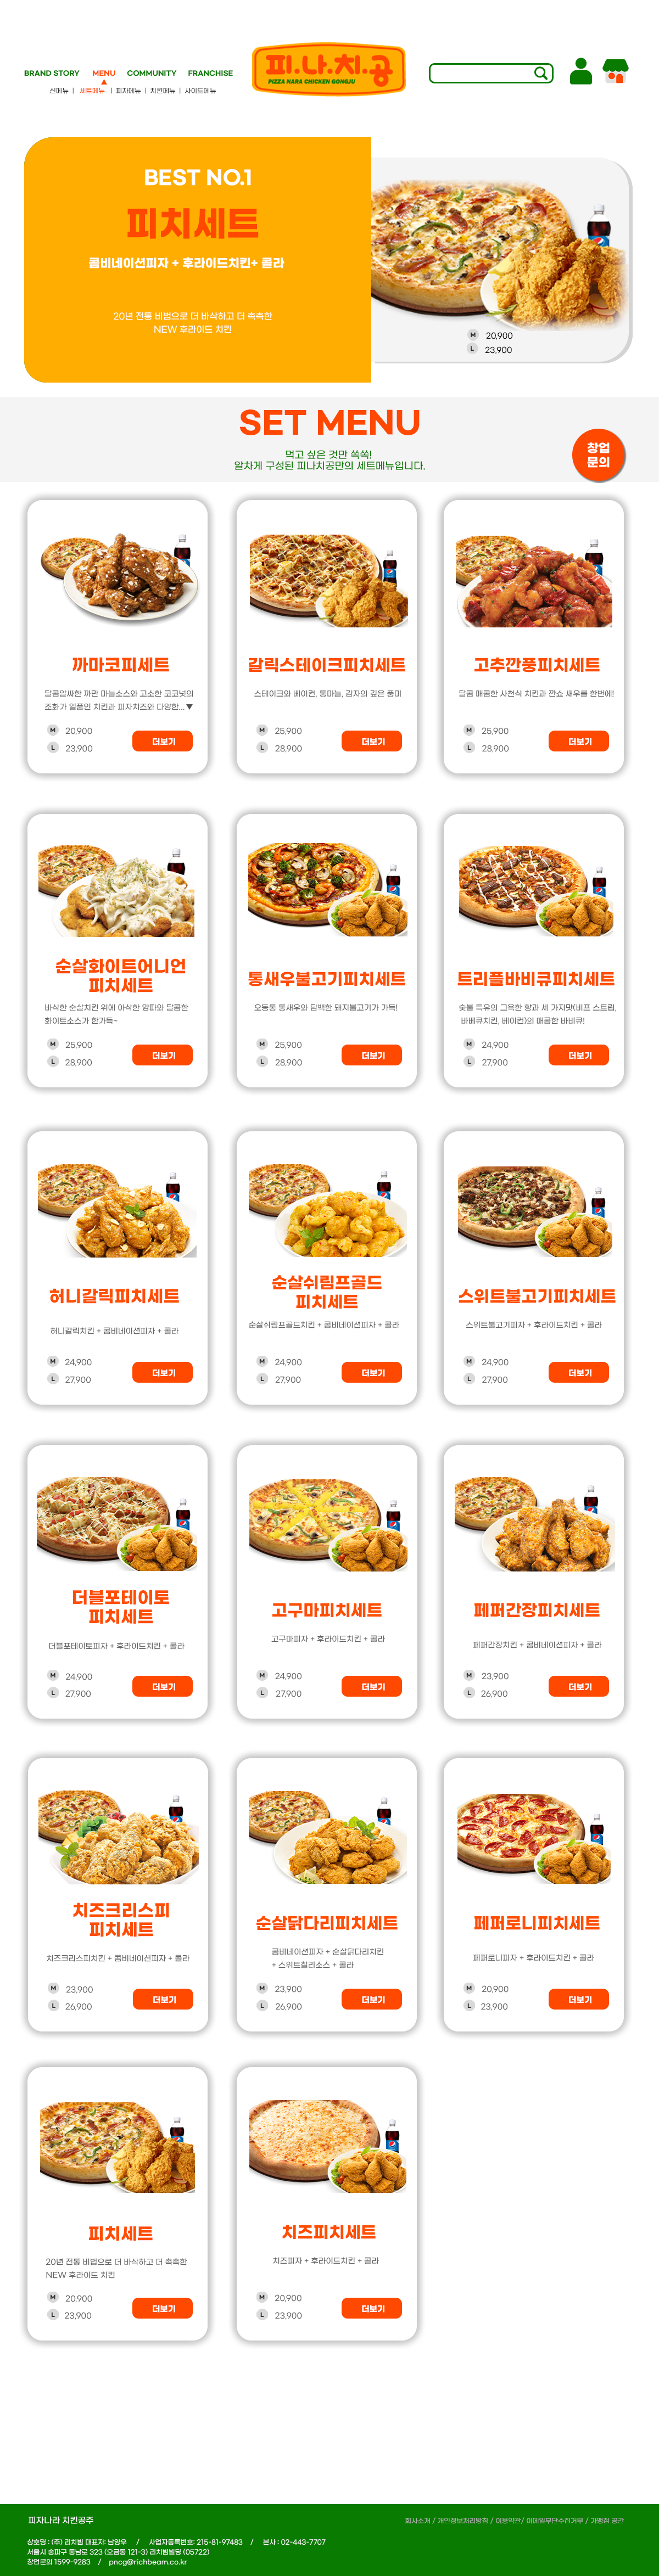 BRAND STORY MENU COMMUNITY FRANCHISE
▲
신메뉴 | 세트메뉴 | 피자메뉴 | 치킨메뉴 | 사이드메뉴
피.나.치.공
PIZZA NARA CHICKEN GONGJU
BEST NO.1
피치세트
콤비네이션피자 + 후라이드치킨+ 콜라
20년 전통 비법으로 더 바삭하고 더 촉촉한
NEW 후라이드 치킨
M 20,900
L 23,900
SET MENU
먹고 싶은 것만 쏙쏙!
알차게 구성된 피나치공만의 세트메뉴입니다.
창업
문의
까마코피세트
달콤알싸한 까만 마늘소스와 고소한 코코넛의
조화가 일품인 치킨과 피자치즈와 다양한... ▼
M 20,900
L 23,900
더보기
갈릭스테이크피치세트
스테이크와 베이컨, 통마늘, 감자의 깊은 풍미
M 25,900
L 28,900
더보기
고추깐풍피치세트
달콤 매콤한 사천식 치킨과 깐쇼 새우를 한번에!
M 25,900
L 28,900
더보기
순살화이트어니언
피치세트
바삭한 순살치킨 위에 아삭한 양파와 달콤한
화이트소스가 한가득~
M 25,900
L 28,900
더보기
통새우불고기피치세트
오동통 통새우와 담백한 돼지불고기가 가득!
M 25,900
L 28,900
더보기
트리플바비큐피치세트
숯불 특유의 그윽한 향과 세 가지맛(비프 스트립,
바베큐치킨, 베이컨)의 매콤한 바비큐!
M 24,900
L 27,900
더보기
허니갈릭피치세트
허니갈릭치킨 + 콤비네이션피자 + 콜라
M 24,900
L 27,900
더보기
순살쉬림프골드
피치세트
순살쉬림프골드치킨 + 콤비네이션피자 + 콜라
M 24,900
L 27,900
더보기
스위트불고기피치세트
스위트불고기피자 + 후라이드치킨 + 콜라
M 24,900
L 27,900
더보기
더블포테이토
피치세트
더블포테이토피자 + 후라이드치킨 + 콜라
M 24,900
L 27,900
더보기
고구마피치세트
고구마피자 + 후라이드치킨 + 콜라
M 24,900
L 27,900
더보기
페퍼간장피치세트
페퍼간장치킨 + 콤비네이션피자 + 콜라
M 23,900
L 26,900
더보기
치즈크리스피
피치세트
치즈크리스피치킨 + 콤비네이션피자 + 콜라
M 23,900
L 26,900
더보기
순살닭다리피치세트
콤비네이션피자 + 순살닭다리치킨
+ 스위트칠리소스 + 콜라
M 23,900
L 26,900
더보기
페퍼로니피치세트
페퍼로니피자 + 후라이드치킨 + 콜라
M 20,900
L 23,900
더보기
피치세트
20년 전통 비법으로 더 바삭하고 더 촉촉한
NEW 후라이드 치킨
M 20,900
L 23,900
더보기
치즈피치세트
치즈피자 + 후라이드치킨 + 콜라
M 20,900
L 23,900
더보기
피자나라 치킨공주
회사소개 / 개인정보처리방침 / 이용약관/ 이메일무단수집거부 / 가맹점 공간
상호명 : (주) 리치빔 대표자: 남양우 / 사업자등록번호: 215-81-97483 / 본사 : 02-443-7707
서울시 송파구 동남로 323 (오금동 121-3) 리치빔빌딩 (05722)
창업문의 1599-9283 / pncg@richbeam.co.kr